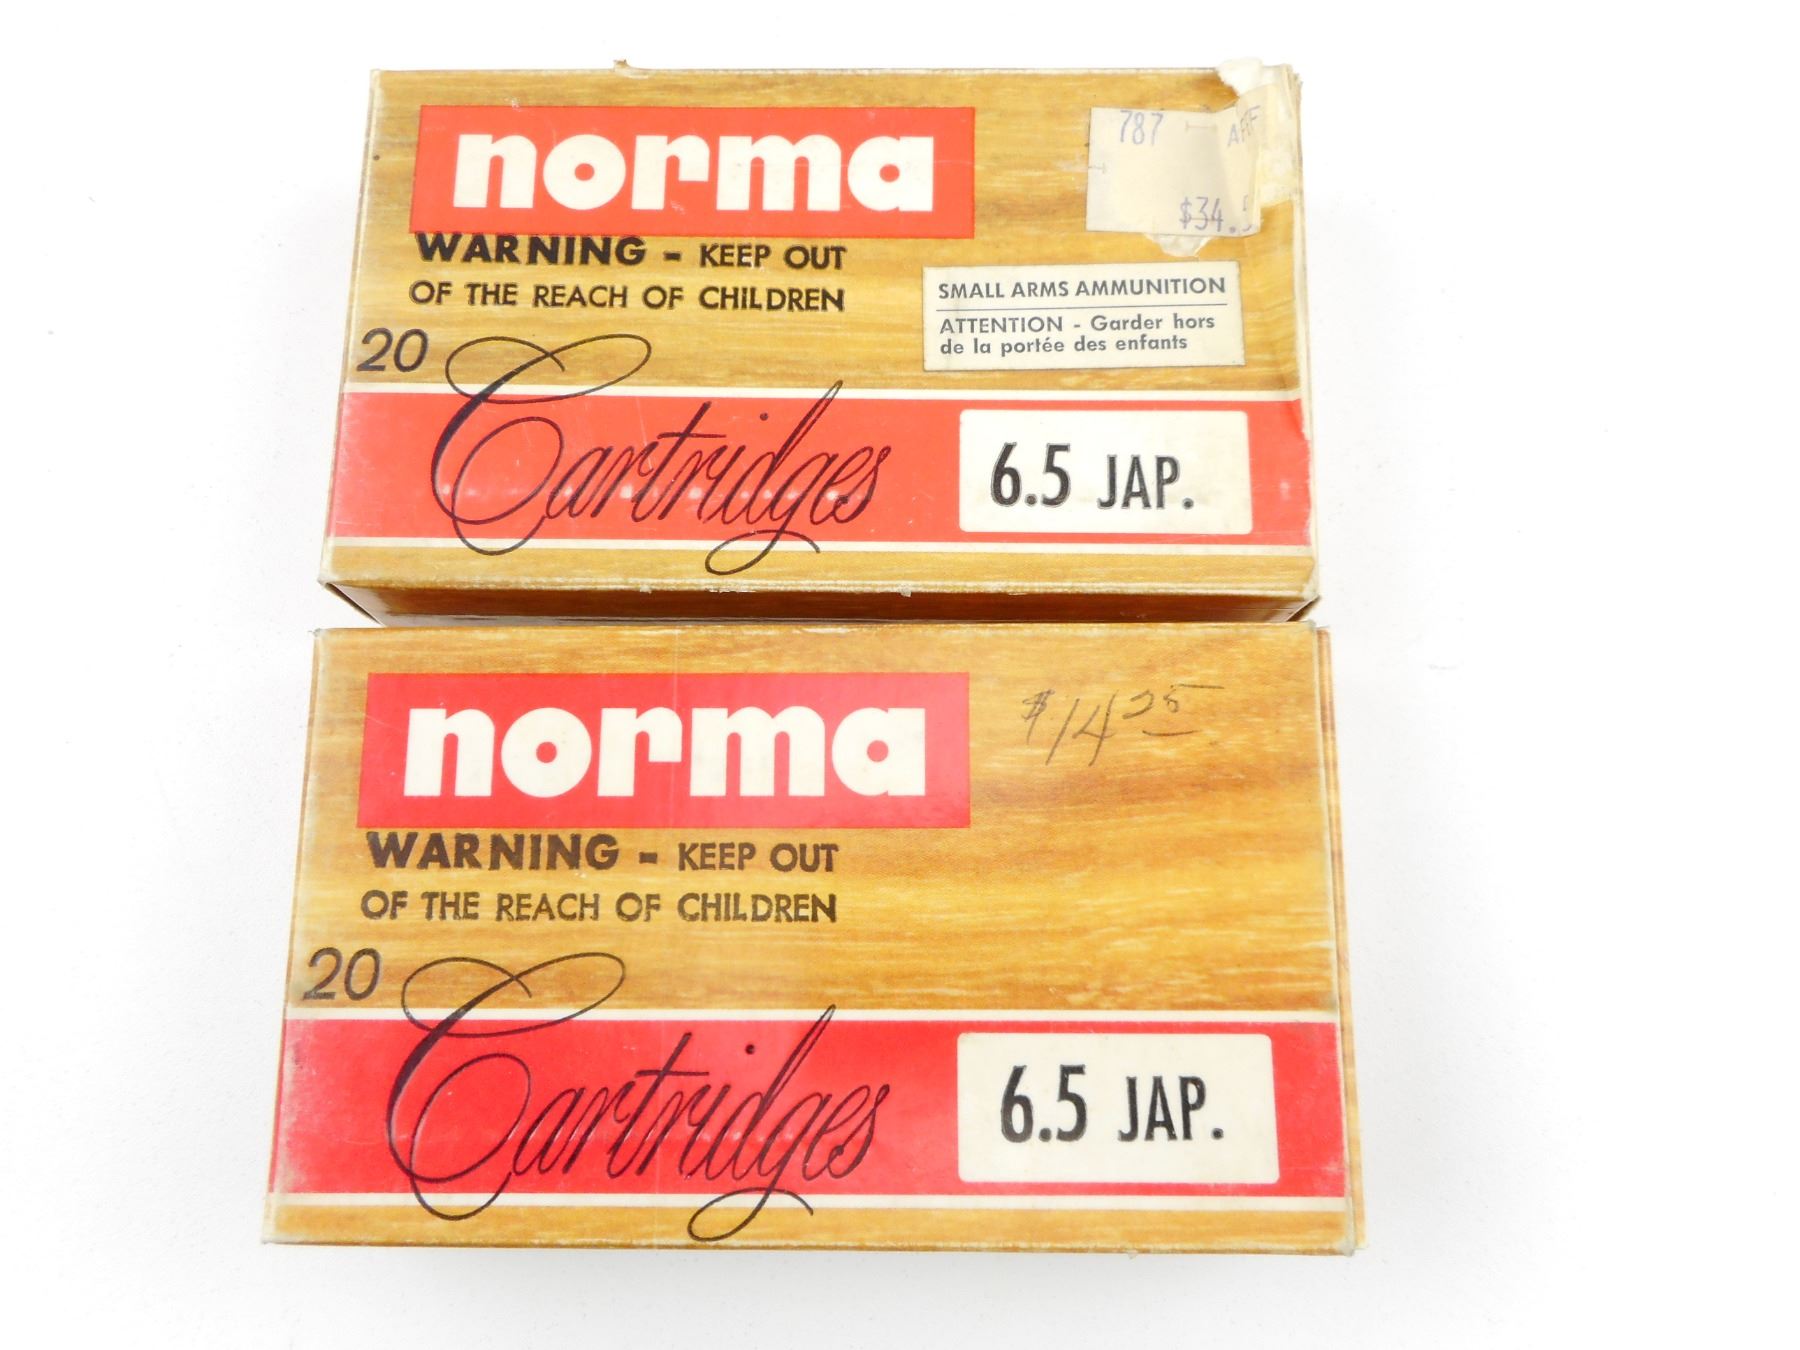 norma
787 -
$34.
WARNING - KEEP OUT
OF THE REACH OF CHILDREN
SMALL ARMS AMMUNITION
ATTENTION - Garder hors
de la portée des enfants
20 Cartridges
6.5 JAP.
norma
$14 25
WARNING - KEEP OUT
OF THE REACH OF CHILDREN
20 Cartridges
6.5 JAP.